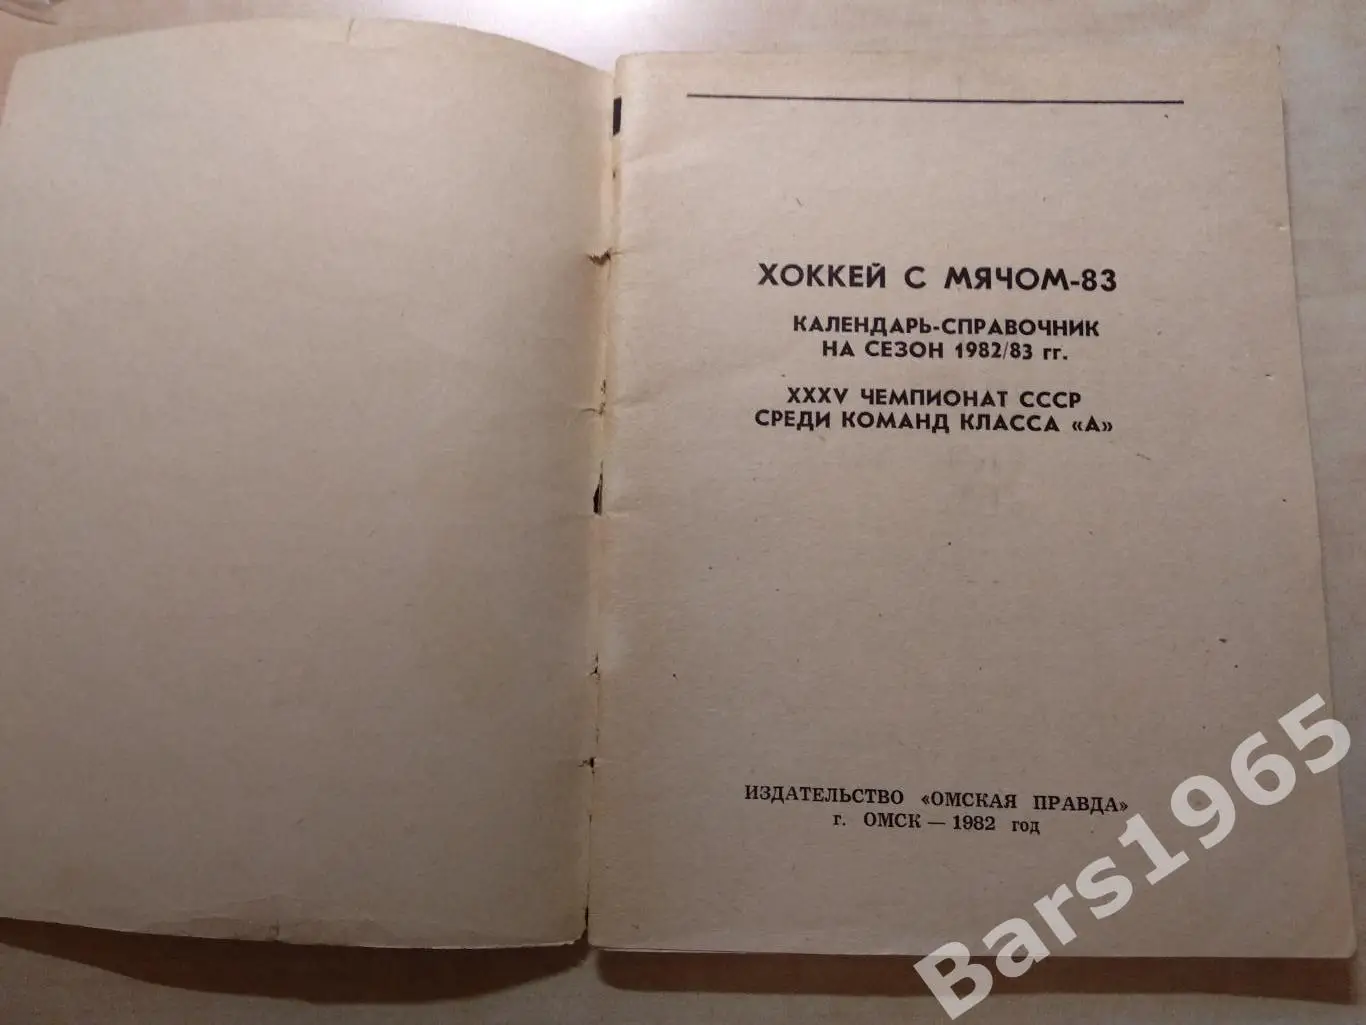 ХОККЕЙ С МЯЧОМ-83
КАЛЕНДАРЬ-СПРАВОЧНИК
НА СЕЗОН 1982/83 гг.
XXXV ЧЕМПИОНАТ СССР
СРЕДИ КОМАНД КЛАССА «А»
ИЗДАТЕЛЬСТВО «ОМСКАЯ ПРАВДА»
г. ОМСК — 1982 год
Bars1965